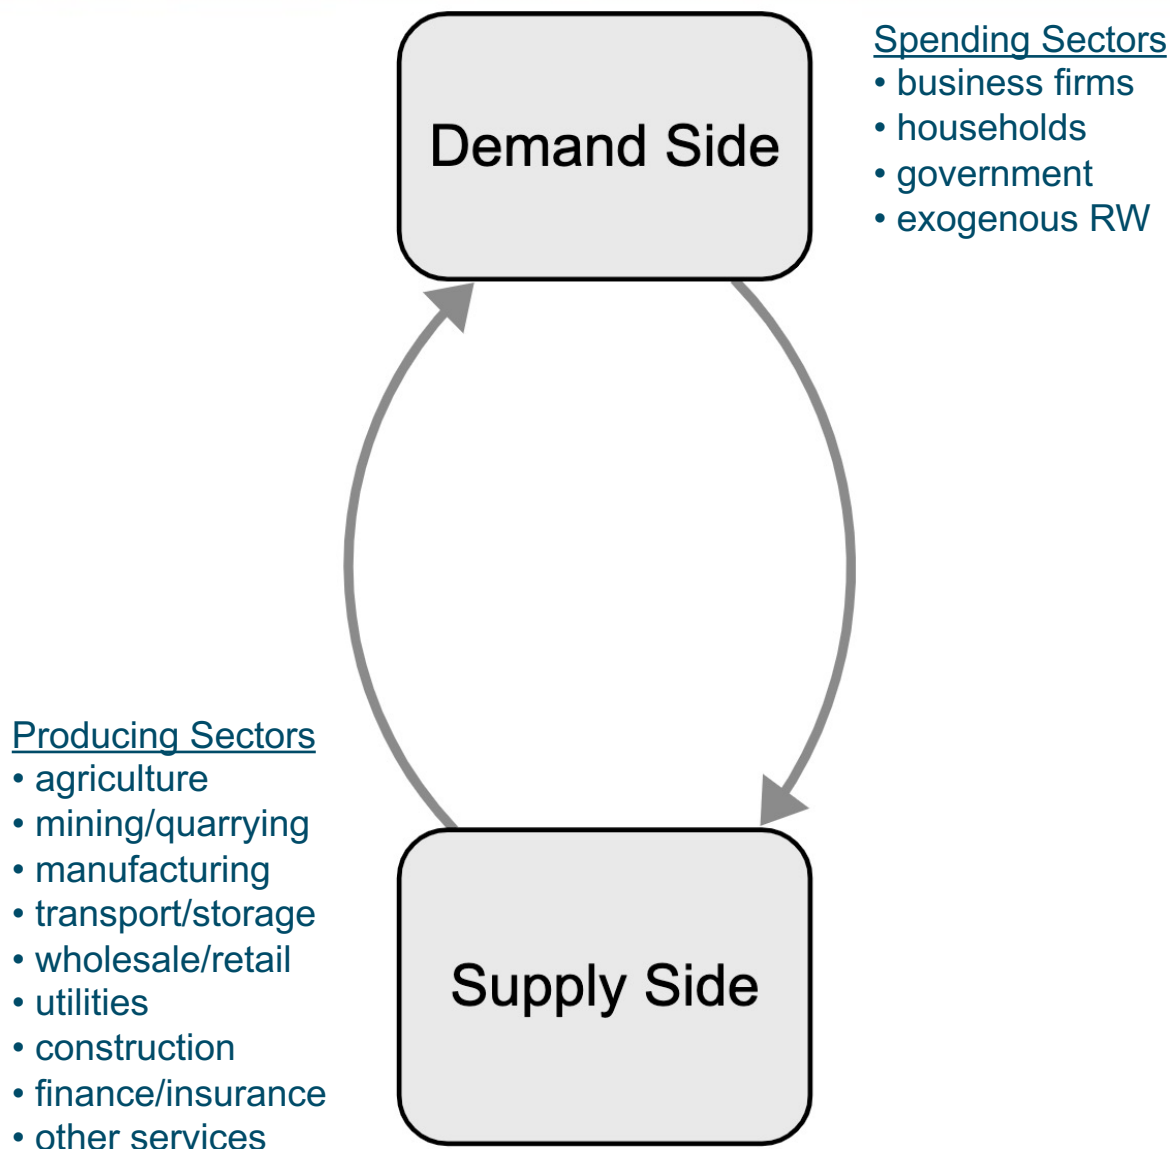 Spending Sectors
• business firms
• households
• government
• exogenous RW
Demand Side
Producing Sectors
• agriculture
• mining/quarrying
• manufacturing
• transport/storage
• wholesale/retail
• utilities
• construction
• finance/insurance
• other services
Supply Side